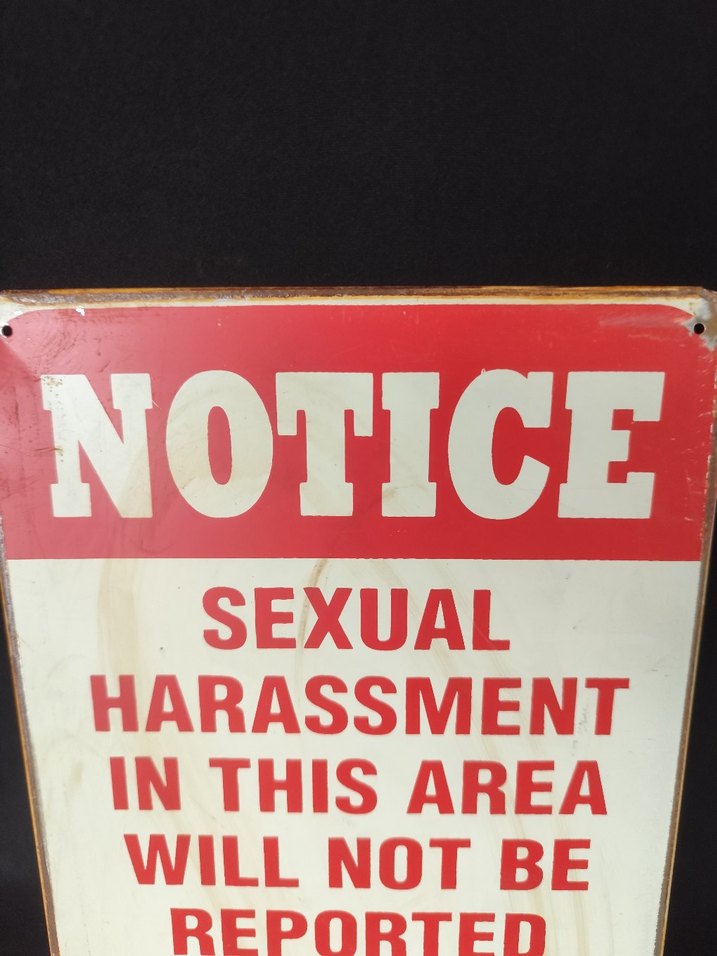 NOTICE
SEXUAL
HARASSMENT
IN THIS AREA
WILL NOT BE
REPORTED